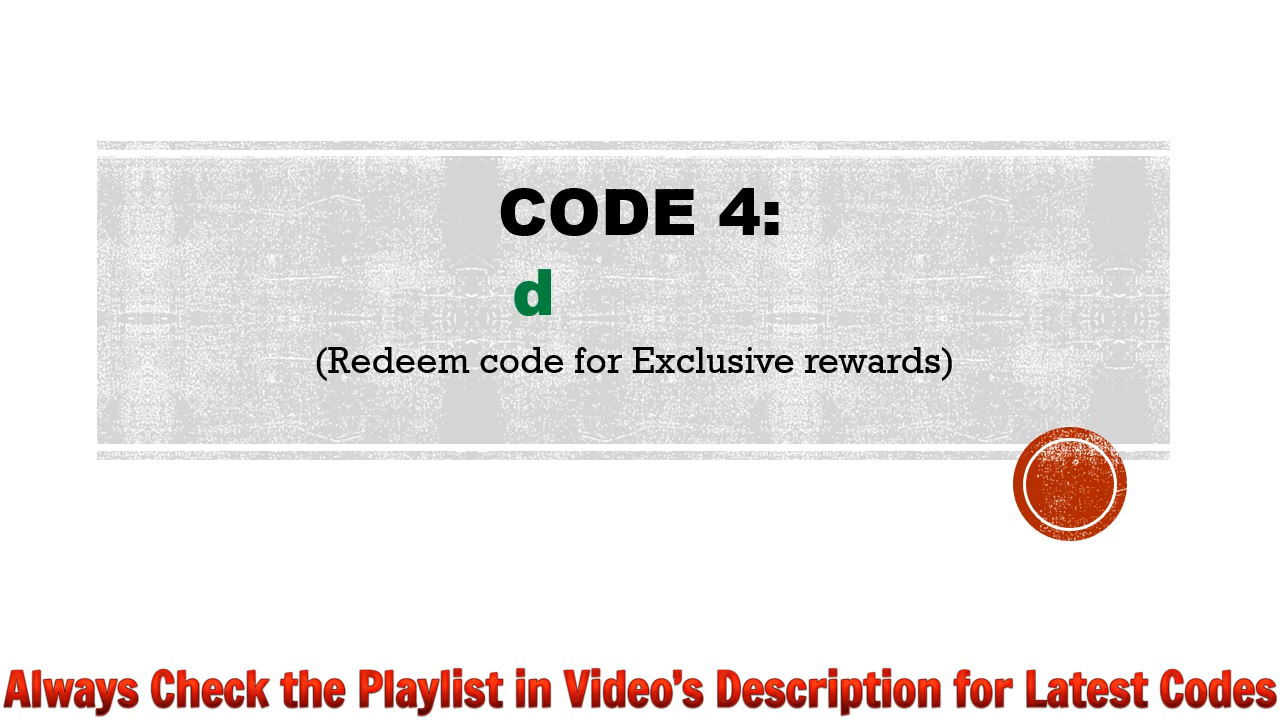 CODE 4:
d
(Redeem code for Exclusive rewards)
Always Check the Playlist in Video's Description for Latest Codes